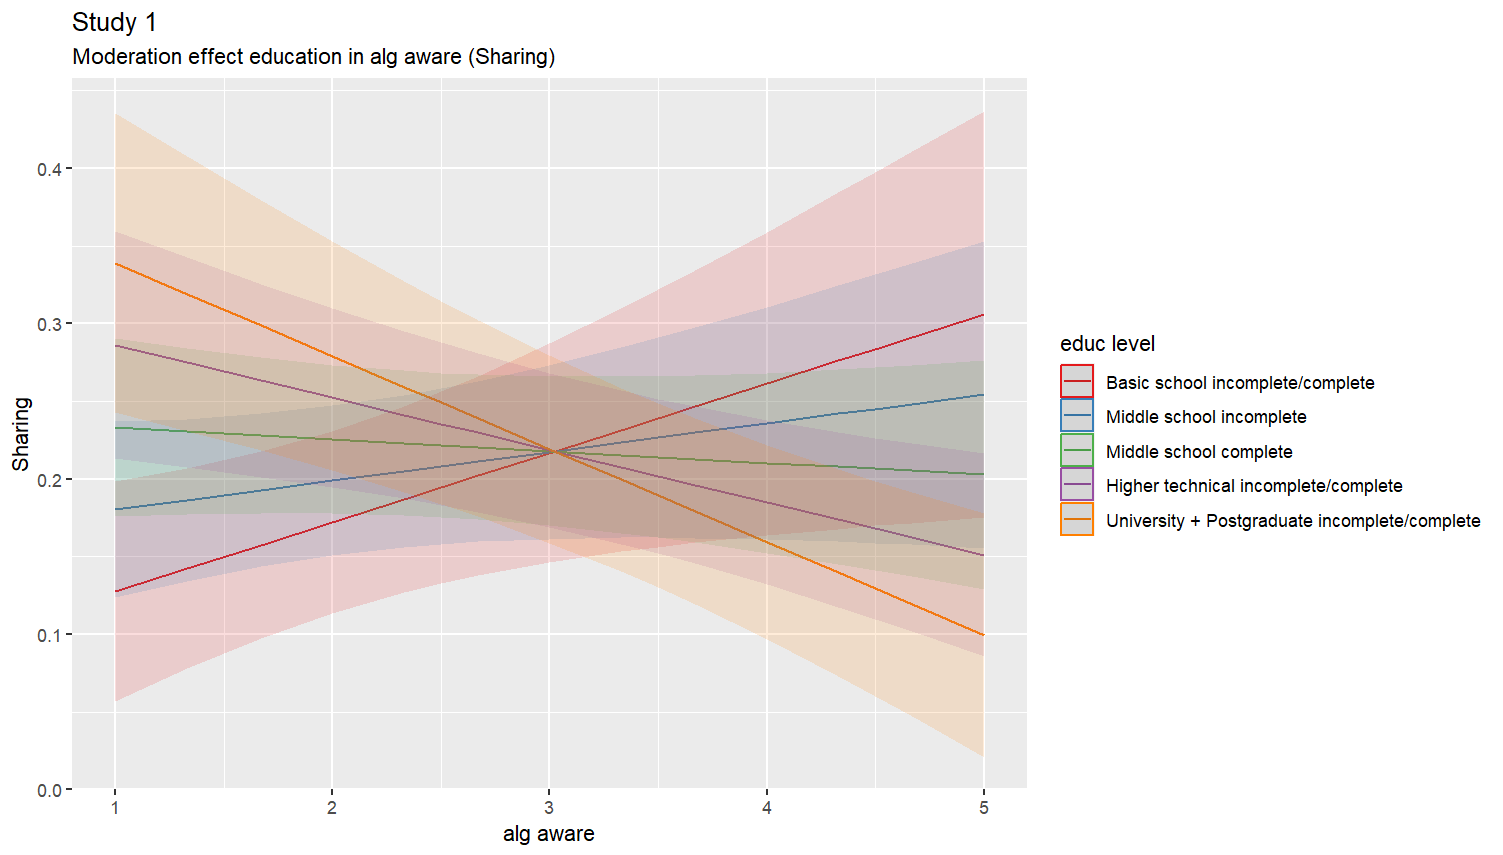 Study 1
Moderation effect education in alg aware (Sharing)
Sharing
0.4
0.3
0.2
0.1
0.0
1 2 3 4 5
alg aware
educ level
Basic school incomplete/complete
Middle school incomplete
Middle school complete
Higher technical incomplete/complete
University + Postgraduate incomplete/complete